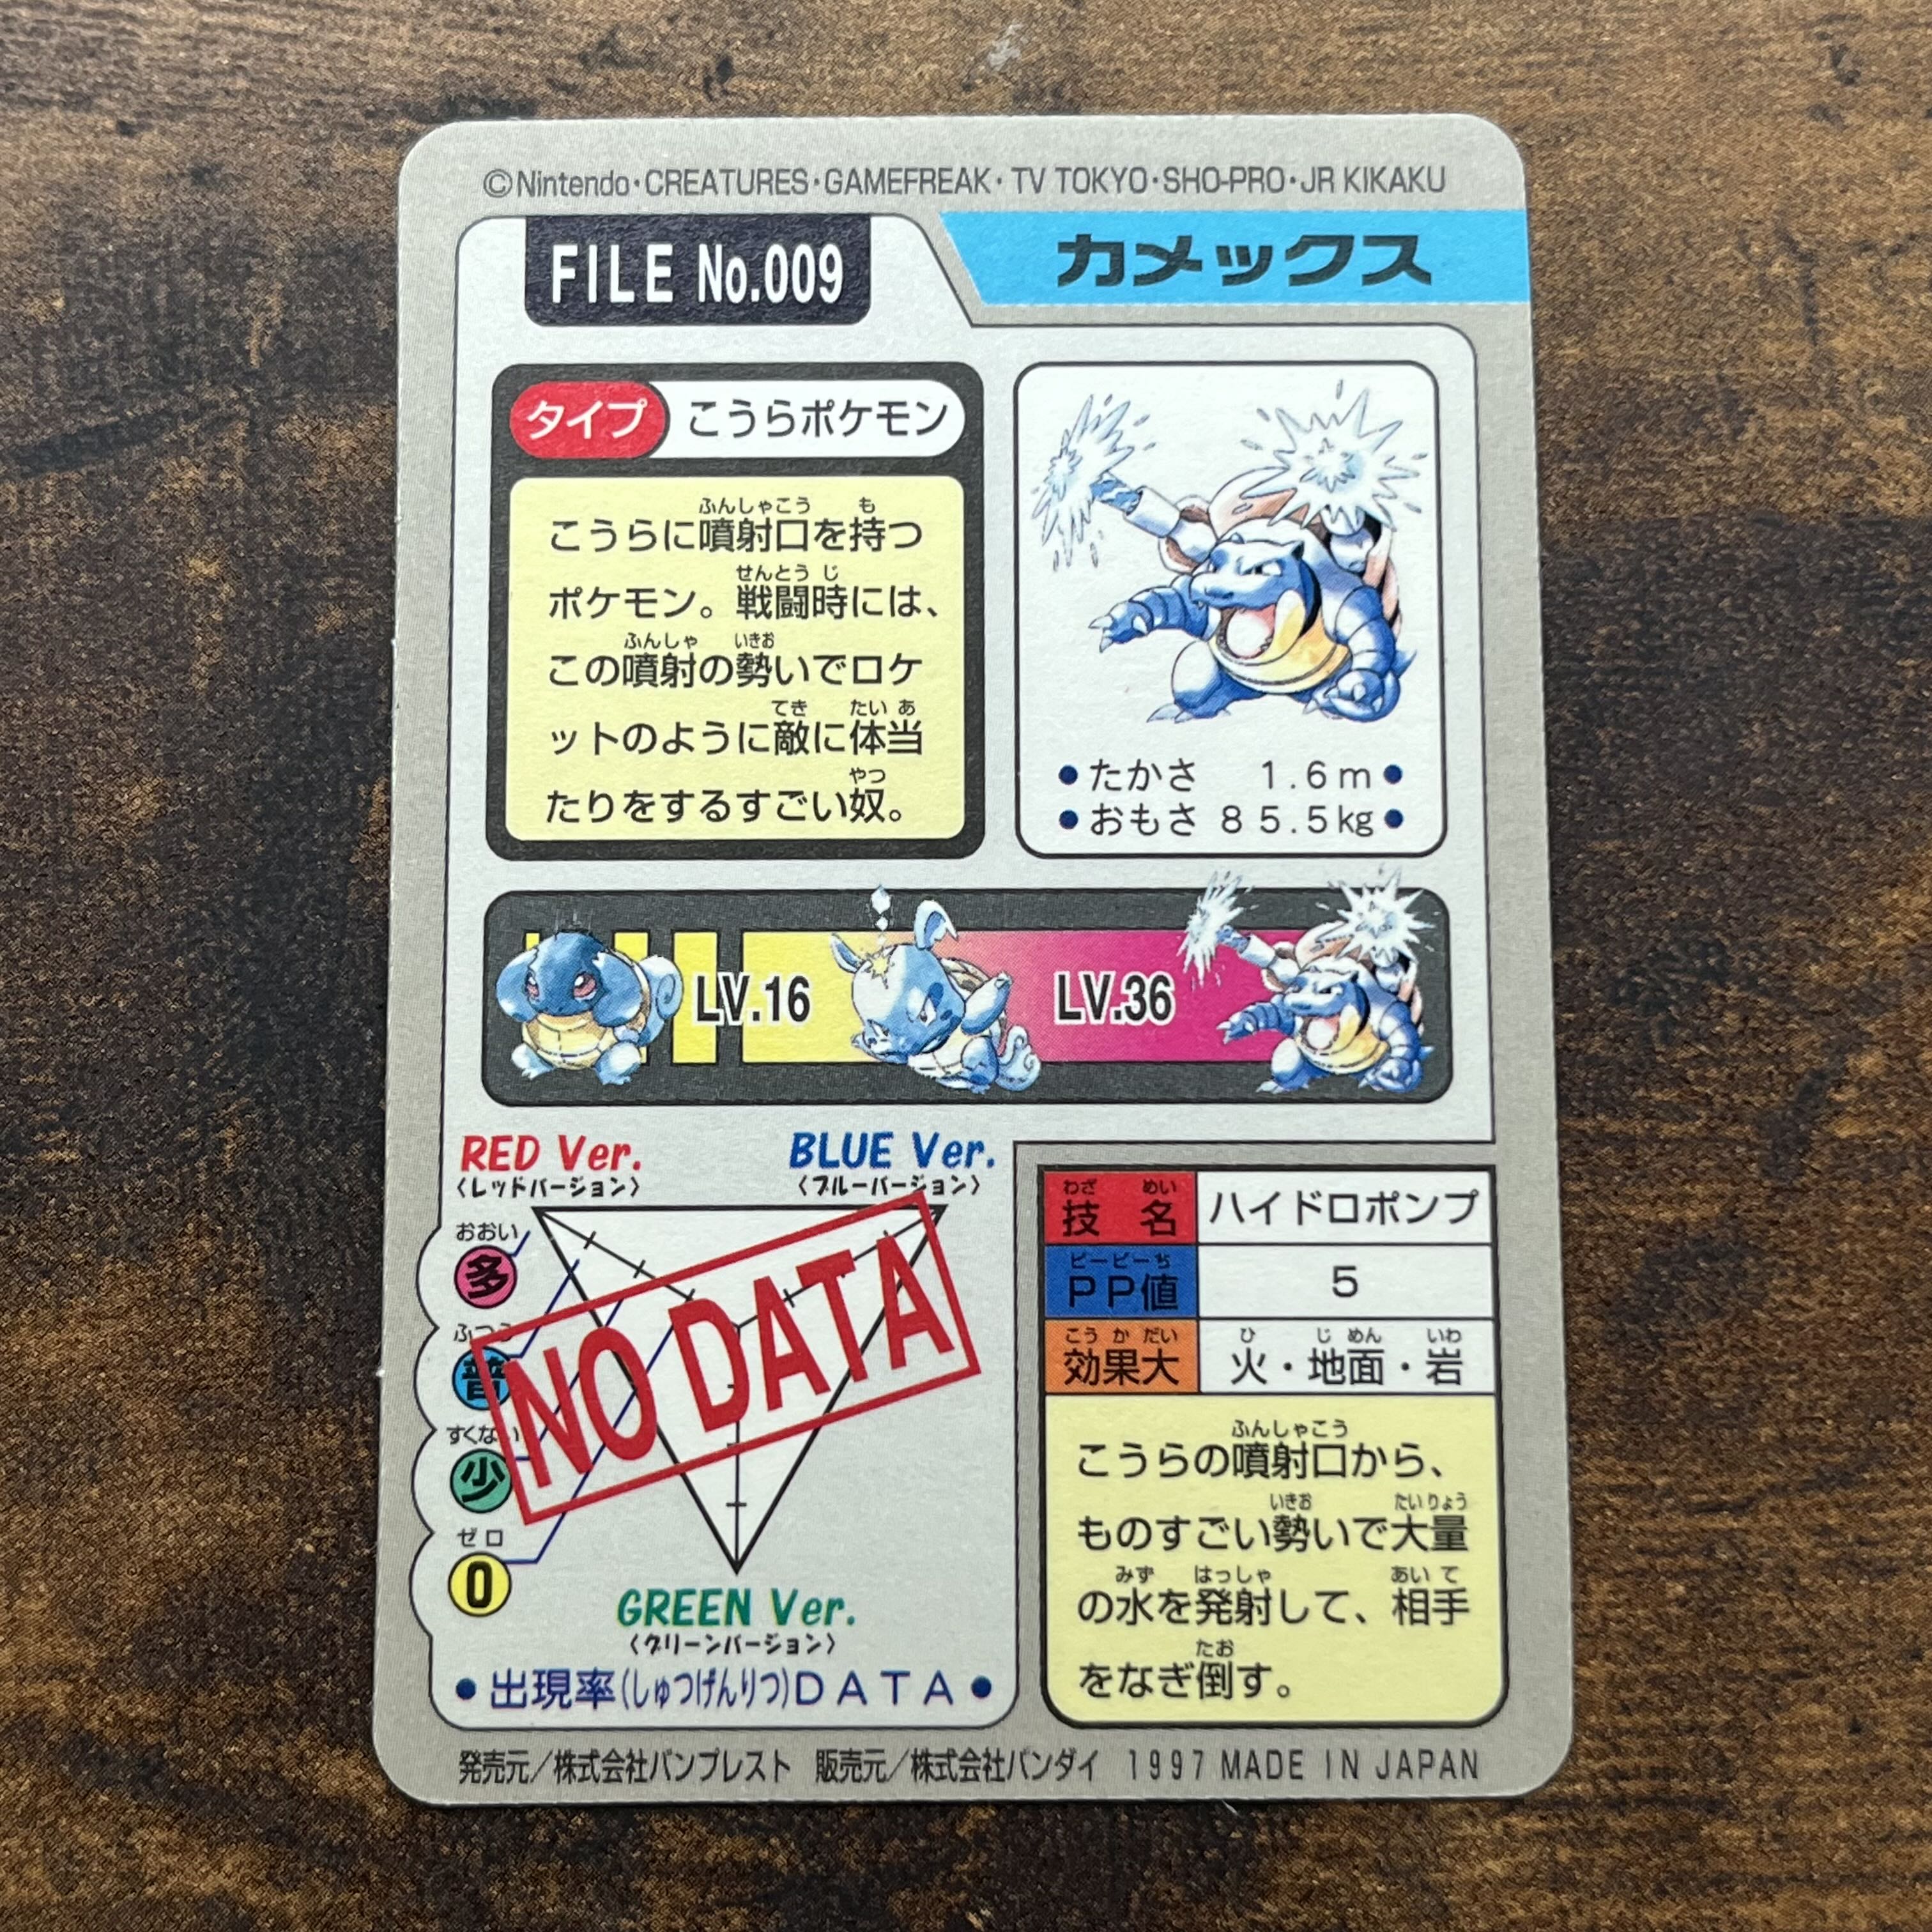 ©Nintendo・CREATURES・GAMEFREAK・TV TOKYO・SHO-PRO・JR KIKAKU
FILE No.009
カメックス
タイプ こうらポケモン
ふんしゃこう も
こうらに噴射口を持つ
せんとうじ
ポケモン。戦闘時には、
ふんしゃ いきお
この噴射の勢いでロケ
てき たいあ
ットのように敵に体当
やつ
たりをするすごい奴。
●たかさ 1.6m●
●おもさ 85.5kg●
LV.16
LV.36
RED Ver.
〈レッドバージョン〉
BLUE Ver.
〈ブルーバージョン〉
おおい
多
ふつう
普
すくない
少
ゼロ
0
NO DATA
GREEN Ver.
〈グリーンバージョン〉
●出現率(しゅつげんりつ)DATA●
わざ めい
技名 ハイドロポンプ
ピーピーち
PP値 5
こうかだい ひ じめん いわ
効果大 火・地面・岩
ふんしゃこう
こうらの噴射口から、
いきお たいりょう
ものすごい勢いで大量
みず はっしゃ あいて
の水を発射して、相手
たお
をなぎ倒す。
発売元/株式会社バンプレスト 販売元/株式会社バンダイ 1997 MADE IN JAPAN